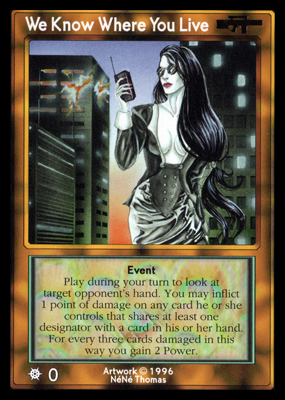 We Know Where You Live
Event
Play during your turn to look at
target opponent's hand. You may inflict
1 point of damage on any card he or she
controls that shares at least one
designator with a card in his or her hand.
For every three cards damaged in this
way you gain 2 Power.
0
Artwork © 1996
NéNé Thomas